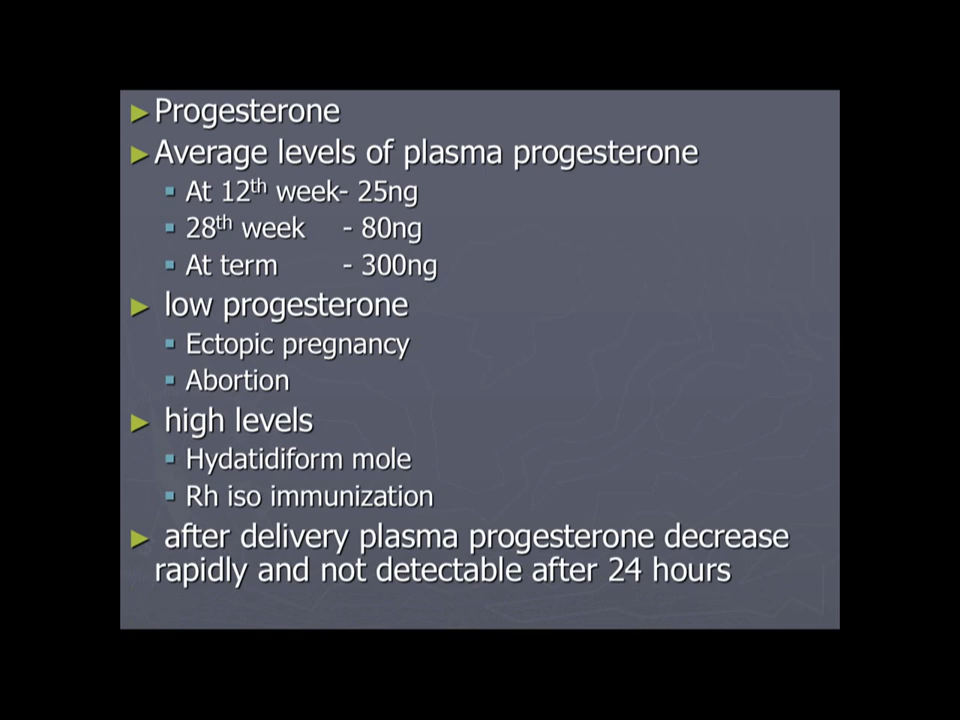 ► Progesterone
► Average levels of plasma progesterone
▪ At 12th week- 25ng
▪ 28th week - 80ng
▪ At term - 300ng
► low progesterone
▪ Ectopic pregnancy
▪ Abortion
► high levels
▪ Hydatidiform mole
▪ Rh iso immunization
► after delivery plasma progesterone decrease
rapidly and not detectable after 24 hours